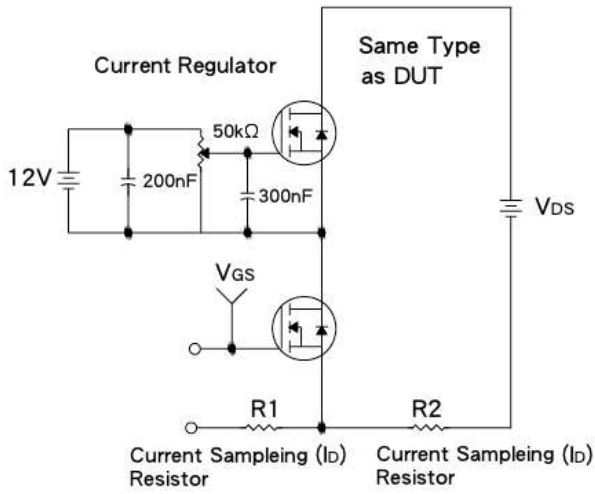 Same Type
as DUT
Current Regulator
50kΩ
12V
200nF
300nF
VDS
VGS
R1
R2
Current Sampleing (ID)
Resistor
Current Sampleing (ID)
Resistor